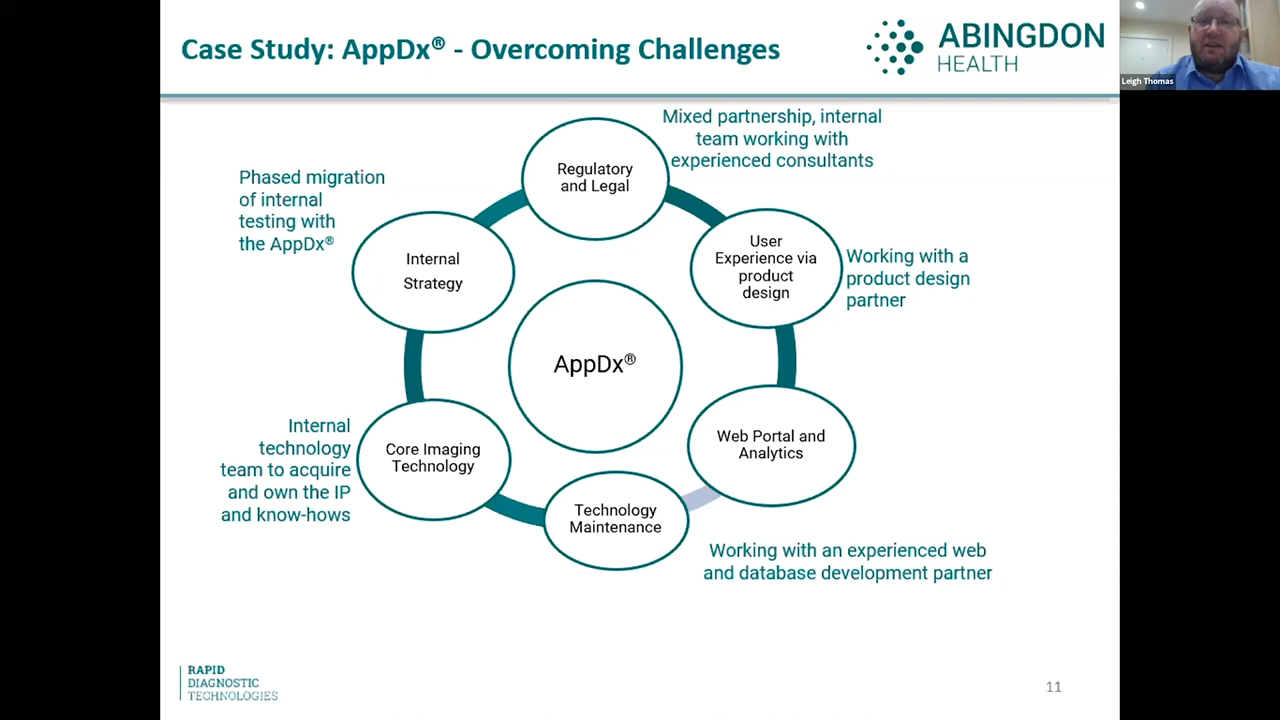 Case Study: AppDx® - Overcoming Challenges
ABINGDON
HEALTH
Leigh Thomas
Mixed partnership, internal
team working with
experienced consultants
Regulatory
and Legal
Phased migration
of internal
testing with
the AppDx®
Internal
Strategy
User
Experience via
product
design
Working with a
product design
partner
AppDx®
Internal
technology
team to acquire
and own the IP
and know-hows
Core Imaging
Technology
Web Portal and
Analytics
Technology
Maintenance
Working with an experienced web
and database development partner
RAPID
DIAGNOSTIC
TECHNOLOGIES
11